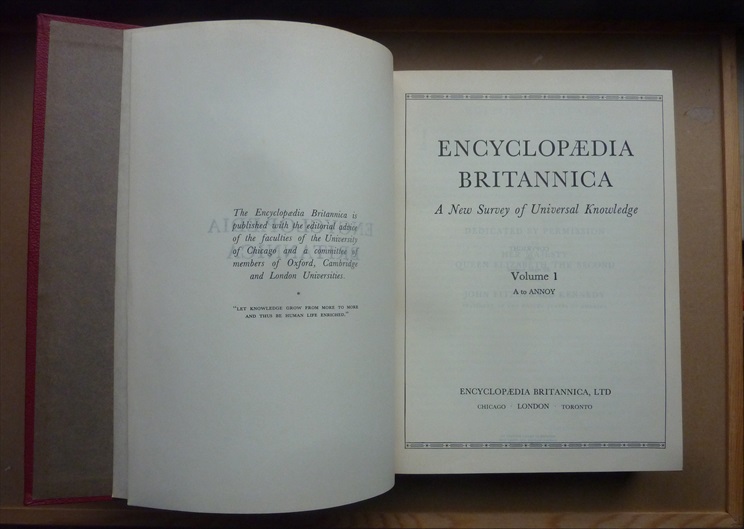 The Encyclopædia Britannica is
published with the editorial advice
of the faculties of the University
of Chicago and a committee of
members of Oxford, Cambridge
and London Universities.
*
"LET KNOWLEDGE GROW FROM MORE TO MORE
AND THUS BE HUMAN LIFE ENRICHED."
ENCYCLOPÆDIA
BRITANNICA
A New Survey of Universal Knowledge
Volume 1
A to ANNOY
ENCYCLOPÆDIA BRITANNICA, LTD
CHICAGO · LONDON · TORONTO